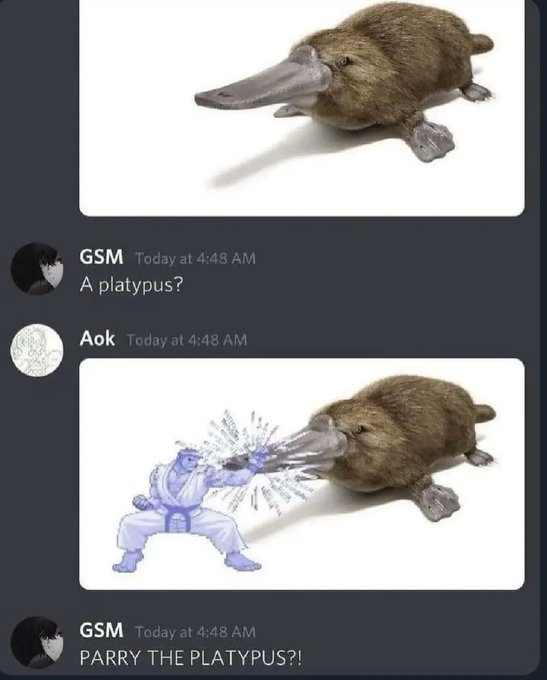 GSM Today at 4:48 AM
A platypus?
Aok Today at 4:48 AM
GSM Today at 4:48 AM
PARRY THE PLATYPUS?!